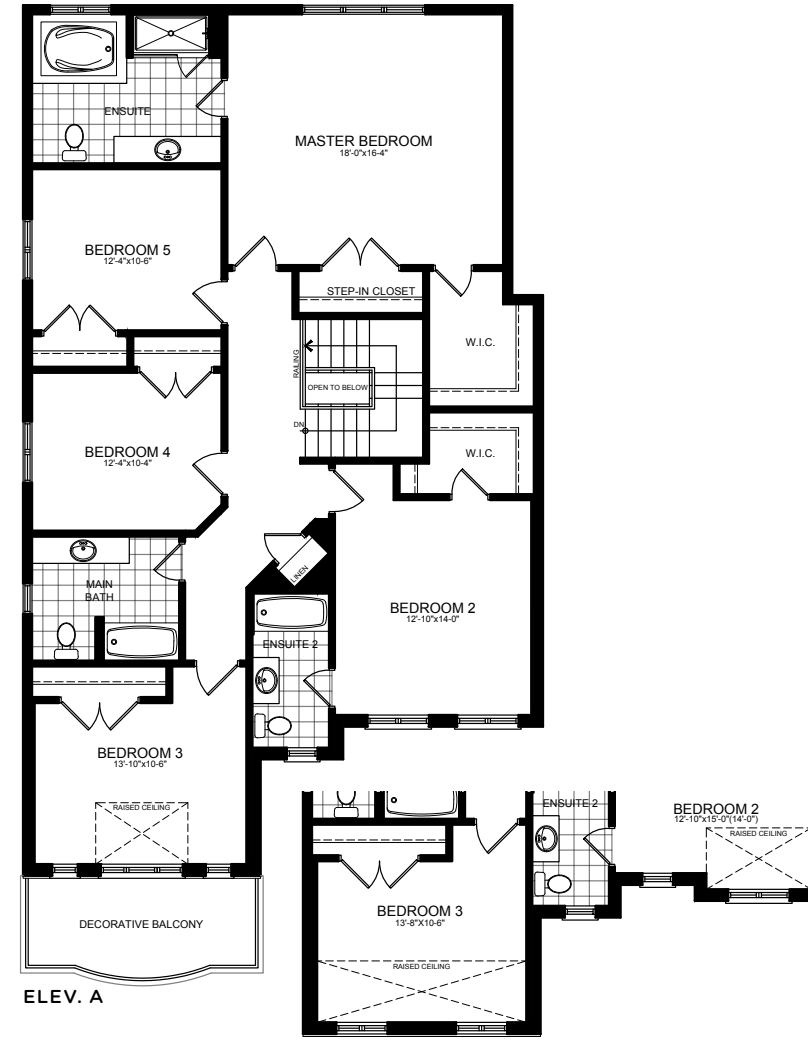 ENSUITE
MASTER BEDROOM
18'-0"x16-4"
BEDROOM 5
12'-4"x10-6"
STEP-IN CLOSET
W.I.C.
RAILING
OPEN TO BELOW
DN
BEDROOM 4
12'-4"x10-4"
W.I.C.
LINEN
MAIN
BATH
BEDROOM 2
12'-10"x14-0"
ENSUITE 2
BEDROOM 3
13'-10"x10-6"
RAISED CEILING
DECORATIVE BALCONY
ELEV. A
ENSUITE 2
BEDROOM 2
12'-10"x15'-0"(14'-0")
RAISED CEILING
BEDROOM 3
13'-8"X10-6"
RAISED CEILING